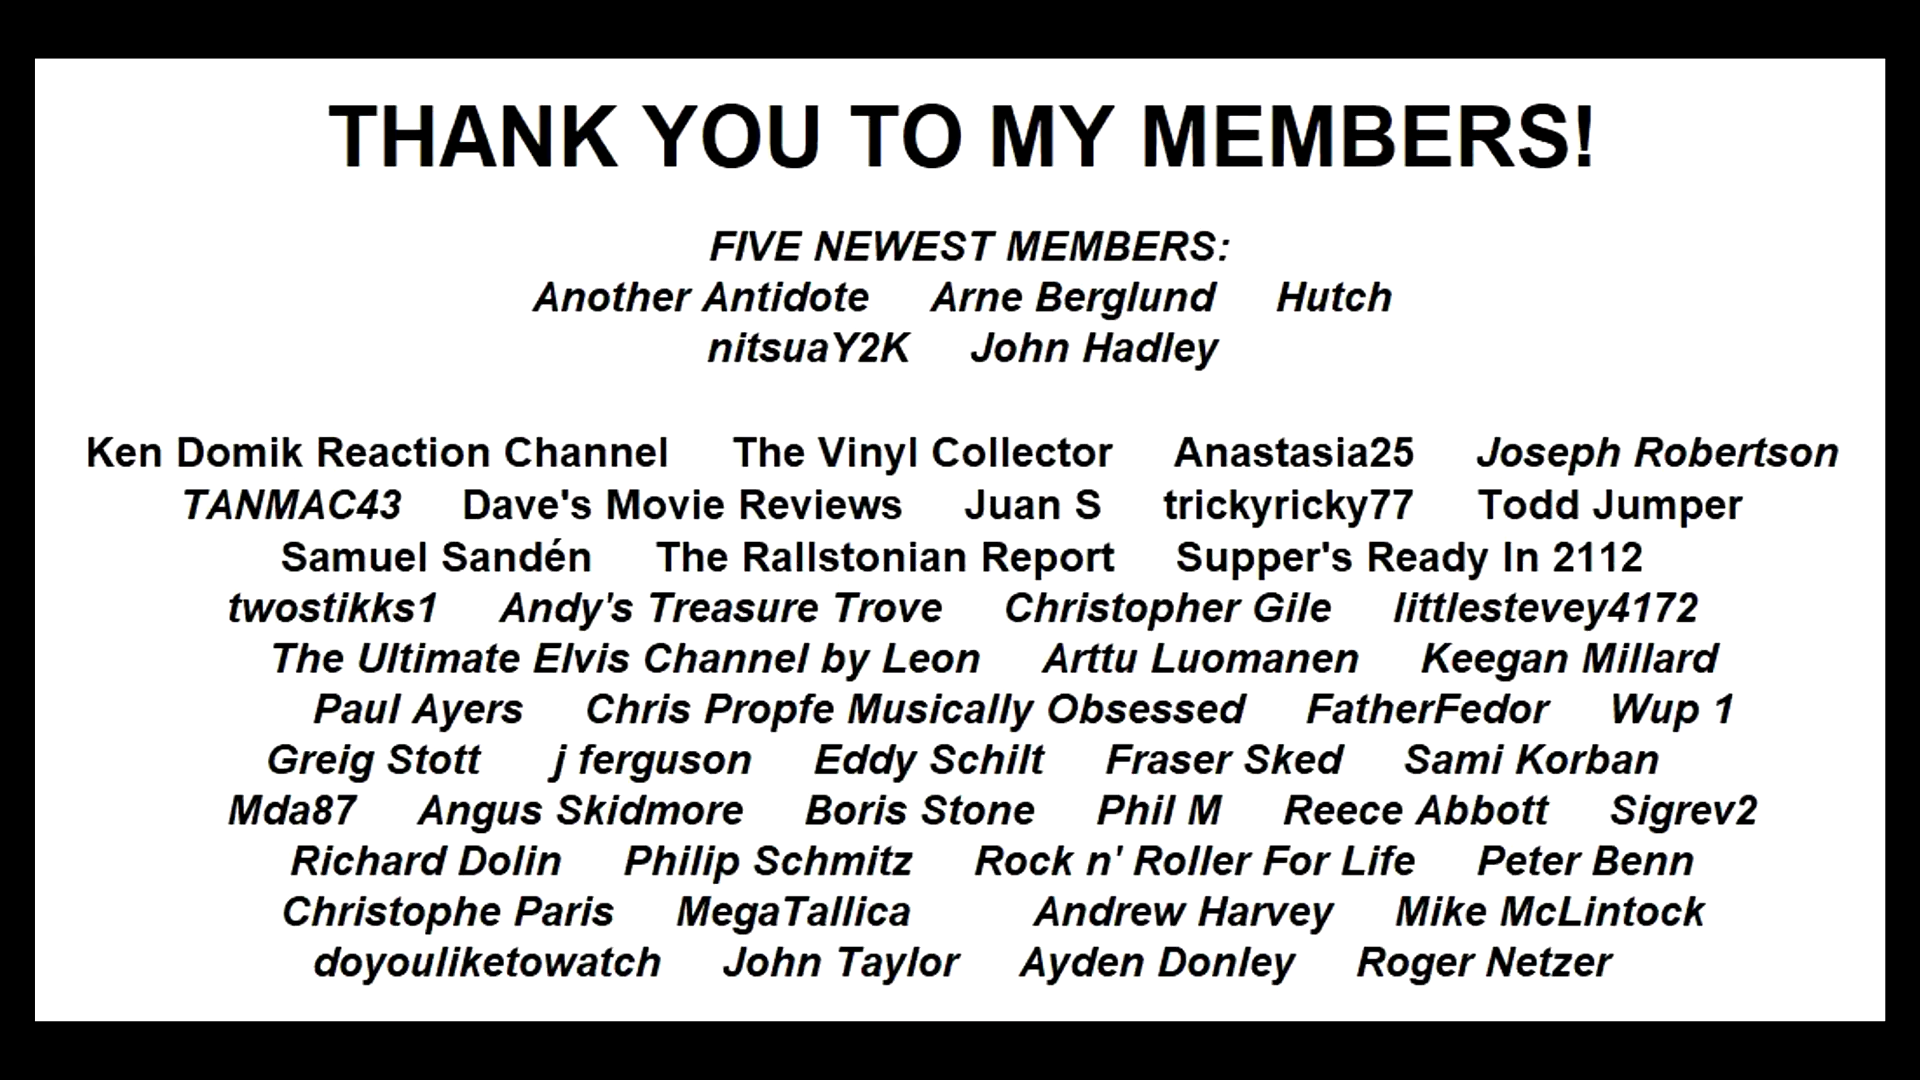 THANK YOU TO MY MEMBERS!
FIVE NEWEST MEMBERS:
Another Antidote Arne Berglund Hutch
nitsuaY2K John Hadley
Ken Domik Reaction Channel The Vinyl Collector Anastasia25 Joseph Robertson
TANMAC43 Dave's Movie Reviews Juan S trickyricky77 Todd Jumper
Samuel Sandén The Rallstonian Report Supper's Ready In 2112
twostikks1 Andy's Treasure Trove Christopher Gile littlestevey4172
The Ultimate Elvis Channel by Leon Arttu Luomanen Keegan Millard
Paul Ayers Chris Propfe Musically Obsessed FatherFedor Wup 1
Greig Stott j ferguson Eddy Schilt Fraser Sked Sami Korban
Mda87 Angus Skidmore Boris Stone Phil M Reece Abbott Sigrev2
Richard Dolin Philip Schmitz Rock n' Roller For Life Peter Benn
Christophe Paris MegaTallica Andrew Harvey Mike McLintock
doyouliketowatch John Taylor Ayden Donley Roger Netzer